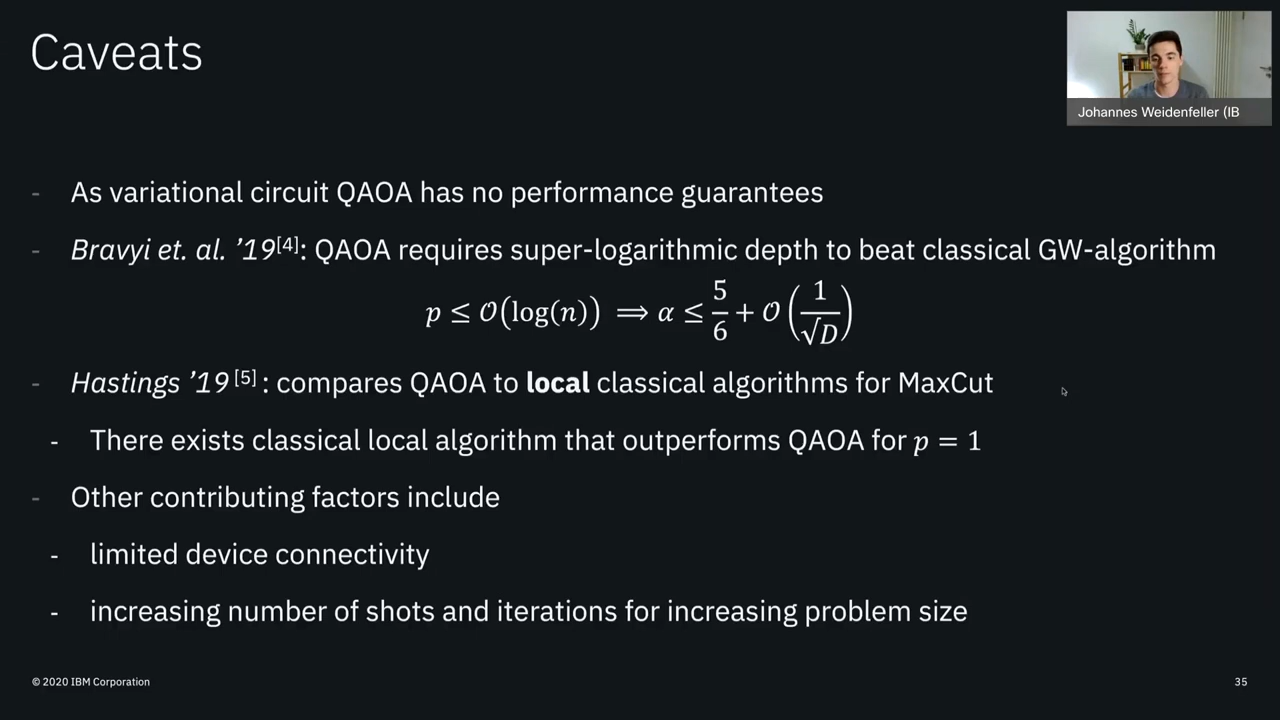 Caveats
Johannes Weidenfeller (IB
- As variational circuit QAOA has no performance guarantees
- Bravyi et. al. ’19[4]: QAOA requires super-logarithmic depth to beat classical GW-algorithm
p ≤ 𝒪(log(n)) ⟹ α ≤ 5/6 + 𝒪(1/√D)
- Hastings ’19 [5] : compares QAOA to local classical algorithms for MaxCut
- There exists classical local algorithm that outperforms QAOA for p = 1
- Other contributing factors include
- limited device connectivity
- increasing number of shots and iterations for increasing problem size
© 2020 IBM Corporation
35